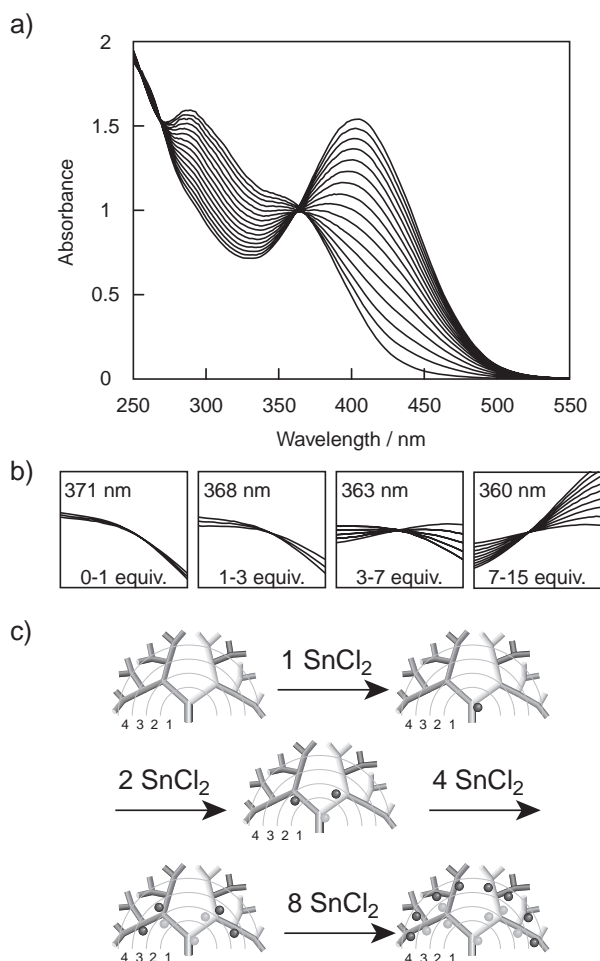 a)
2
1.5
1
0.5
0
Absorbance
250 300 350 400 450 500 550
Wavelength / nm
b)
371 nm 368 nm 363 nm 360 nm
0-1 equiv. 1-3 equiv. 3-7 equiv. 7-15 equiv.
c)
1 SnCl2
4 3 2 1 4 3 2 1
2 SnCl2 4 SnCl2
4 3 2 1
8 SnCl2
4 3 2 1 4 3 2 1